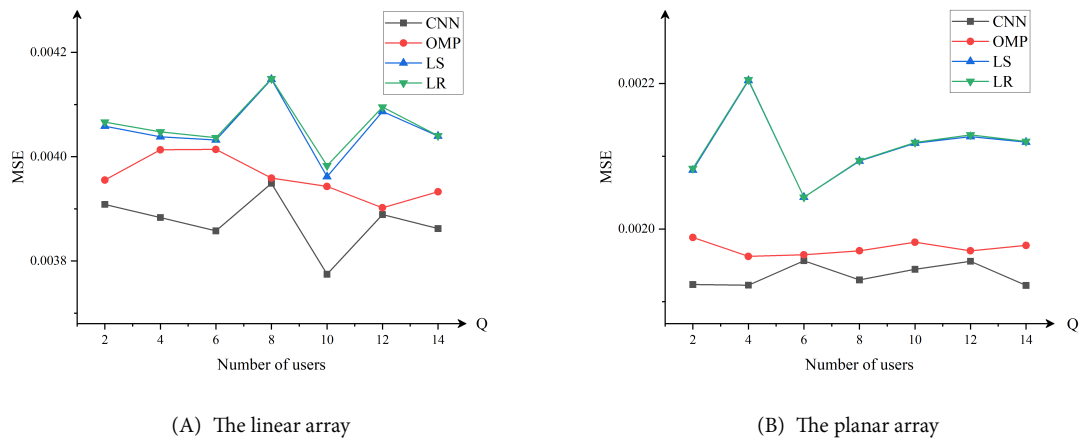 CNN
OMP
LS
LR
0.0042
0.0040
0.0038
MSE
2 4 6 8 10 12 14
Q
Number of users
(A) The linear array
CNN
OMP
LS
LR
0.0022
0.0020
MSE
2 4 6 8 10 12 14
Q
Number of users
(B) The planar array